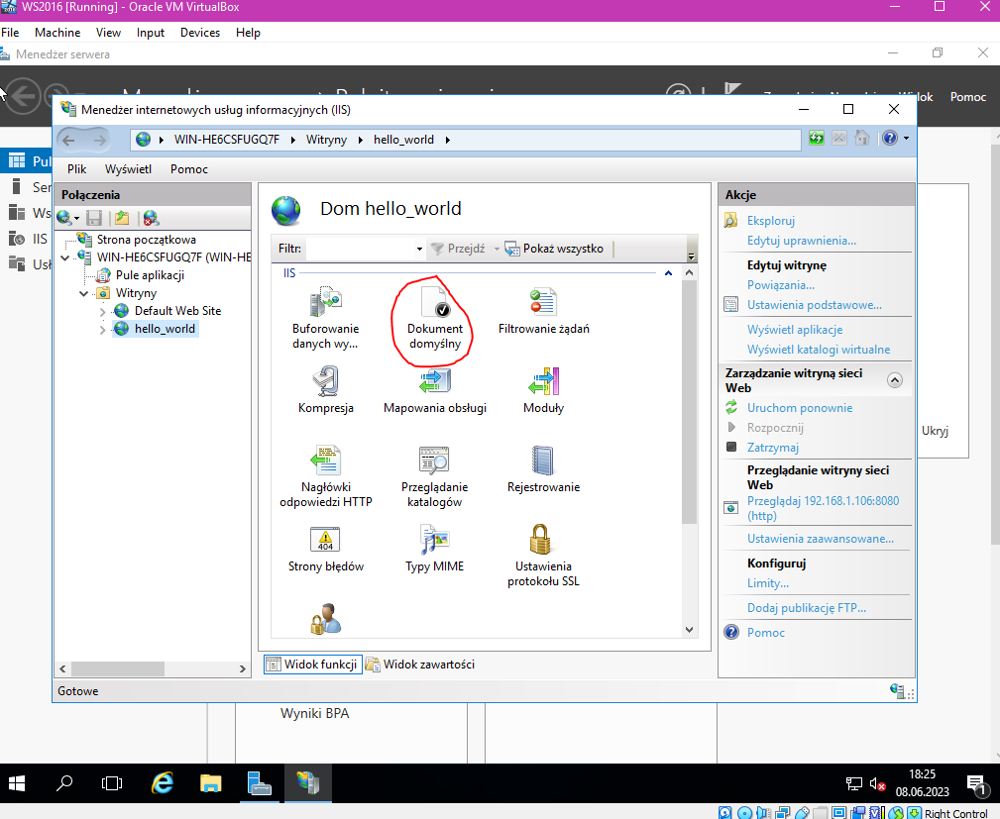 WS2016 [Running] - Oracle VM VirtualBox
File Machine View Input Devices Help
Menedżer serwera
Pomoc
Menedżer internetowych usług informacyjnych (IIS)
WIN-HE6CSFUGQ7F Witryny hello_world
Plik Wyświetl Pomoc
Połączenia
Strona początkowa
WIN-HE6CSFUGQ7F (WIN-HE
Pule aplikacji
Witryny
Default Web Site
hello_world
Dom hello_world
Filtr: Przejdź Pokaż wszystko
IIS
Buforowanie
danych wy...
Dokument
domyślny
Filtrowanie żądań
Kompresja
Mapowania obsługi
Moduły
Nagłówki
odpowiedzi HTTP
Przeglądanie
katalogów
Rejestrowanie
404
Strony błędów
Typy MIME
Ustawienia
protokołu SSL
Widok funkcji
Widok zawartości
Akcje
Eksploruj
Edytuj uprawnienia...
Edytuj witrynę
Powiązania...
Ustawienia podstawowe...
Wyświetl aplikacje
Wyświetl katalogi wirtualne
Zarządzanie witryną sieci
Web
Uruchom ponownie
Rozpocznij
Zatrzymaj
Przeglądanie witryny sieci
Web
Przeglądaj 192.168.1.106:8080
(http)
Ustawienia zaawansowane...
Konfiguruj
Limity...
Dodaj publikację FTP...
Pomoc
Gotowe
Pul
Ser
Ws
IIS
Usł
Ukryj
Wyniki BPA
18:25
08.06.2023
1
Right Control